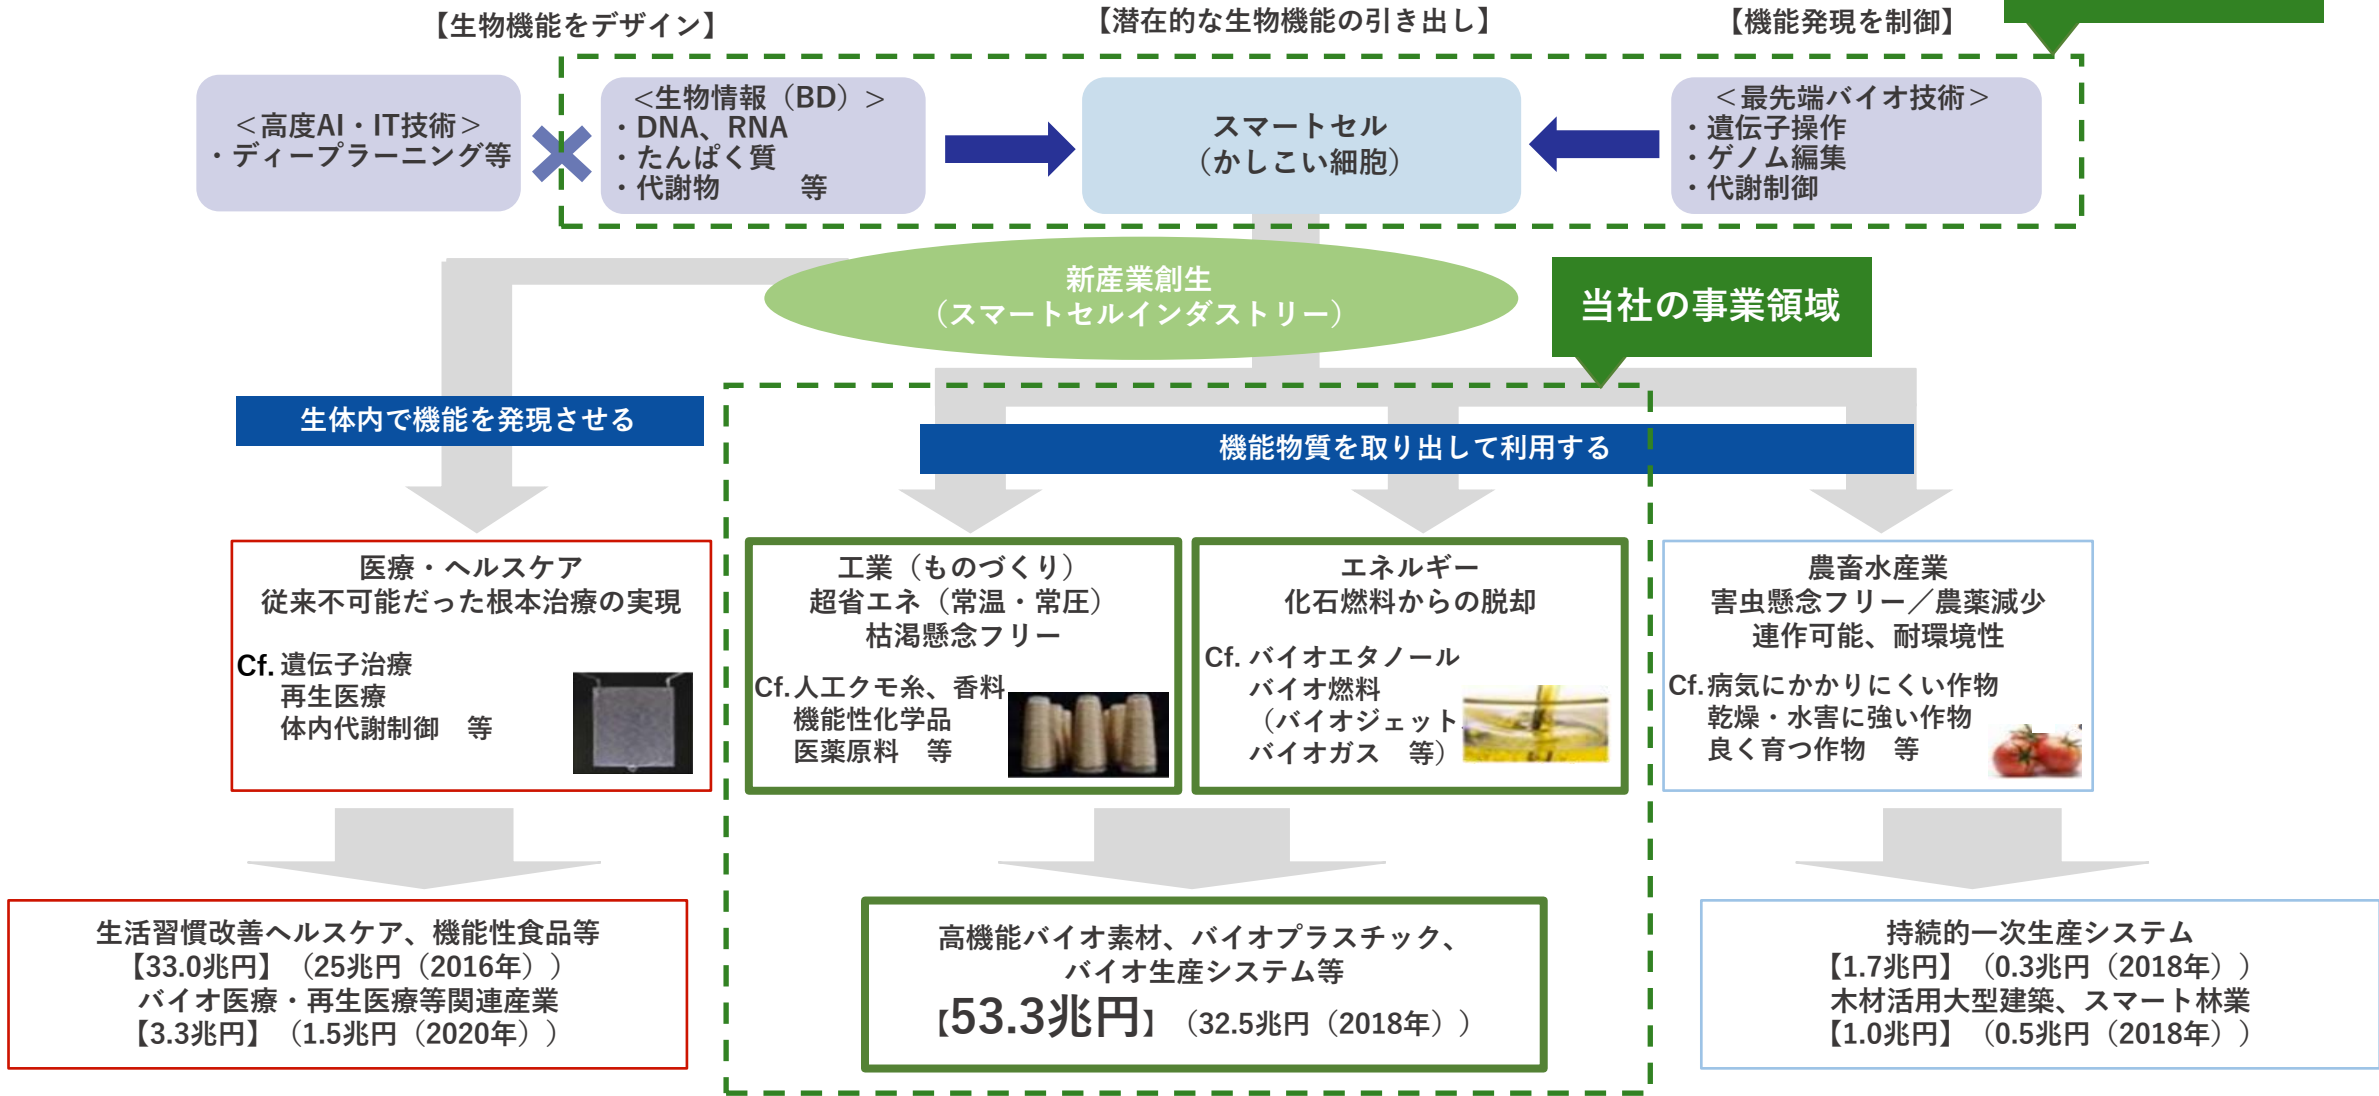 【生物機能をデザイン】
【潜在的な生物機能の引き出し】
【機能発現を制御】
＜高度AI・IT技術＞
・ディープラーニング等
＜生物情報（BD）＞
・DNA、RNA
・たんぱく質
・代謝物　　　等
スマートセル
（かしこい細胞）
＜最先端バイオ技術＞
・遺伝子操作
・ゲノム編集
・代謝制御
新産業創生
（スマートセルインダストリー）
当社の事業領域
生体内で機能を発現させる
機能物質を取り出して利用する
医療・ヘルスケア
従来不可能だった根本治療の実現
Cf. 遺伝子治療
再生医療
体内代謝制御　等
工業（ものづくり）
超省エネ（常温・常圧）
枯渇懸念フリー
Cf. 人工クモ糸、香料
機能性化学品
医薬原料　等
エネルギー
化石燃料からの脱却
Cf. バイオエタノール
バイオ燃料
（バイオジェット
バイオガス　等）
農畜水産業
害虫懸念フリー／農薬減少
連作可能、耐環境性
Cf. 病気にかかりにくい作物
乾燥・水害に強い作物
良く育つ作物　等
生活習慣改善ヘルスケア、機能性食品等
【33.0兆円】（25兆円（2016年））
バイオ医療・再生医療等関連産業
【3.3兆円】（1.5兆円（2020年））
高機能バイオ素材、バイオプラスチック、
バイオ生産システム等
【53.3兆円】（32.5兆円（2018年））
持続的一次生産システム
【1.7兆円】（0.3兆円（2018年））
木材活用大型建築、スマート林業
【1.0兆円】（0.5兆円（2018年））